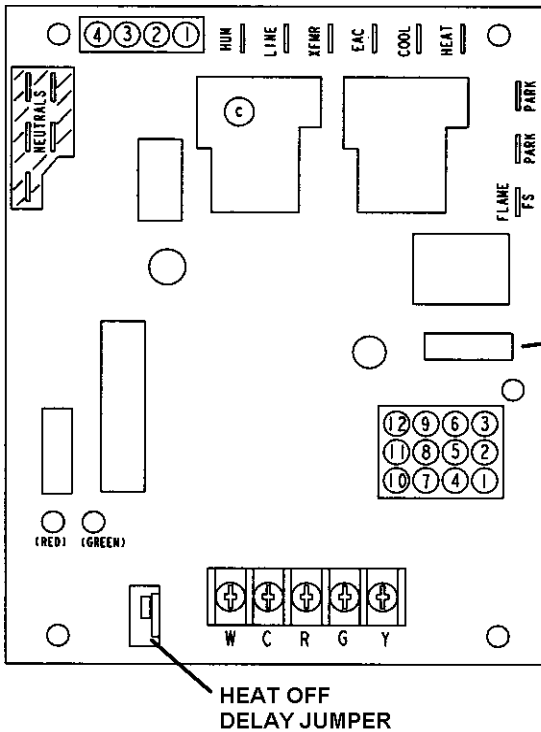 4 3 2 1
HUM
LINE
XFMR
EAC
COOL
HEAT
NEUTRALS
C
PARK
PARK
FLAME
FS
12 9 6 3
11 8 5 2
10 7 4 1
(RED) (GREEN)
W C R G Y
HEAT OFF
DELAY JUMPER